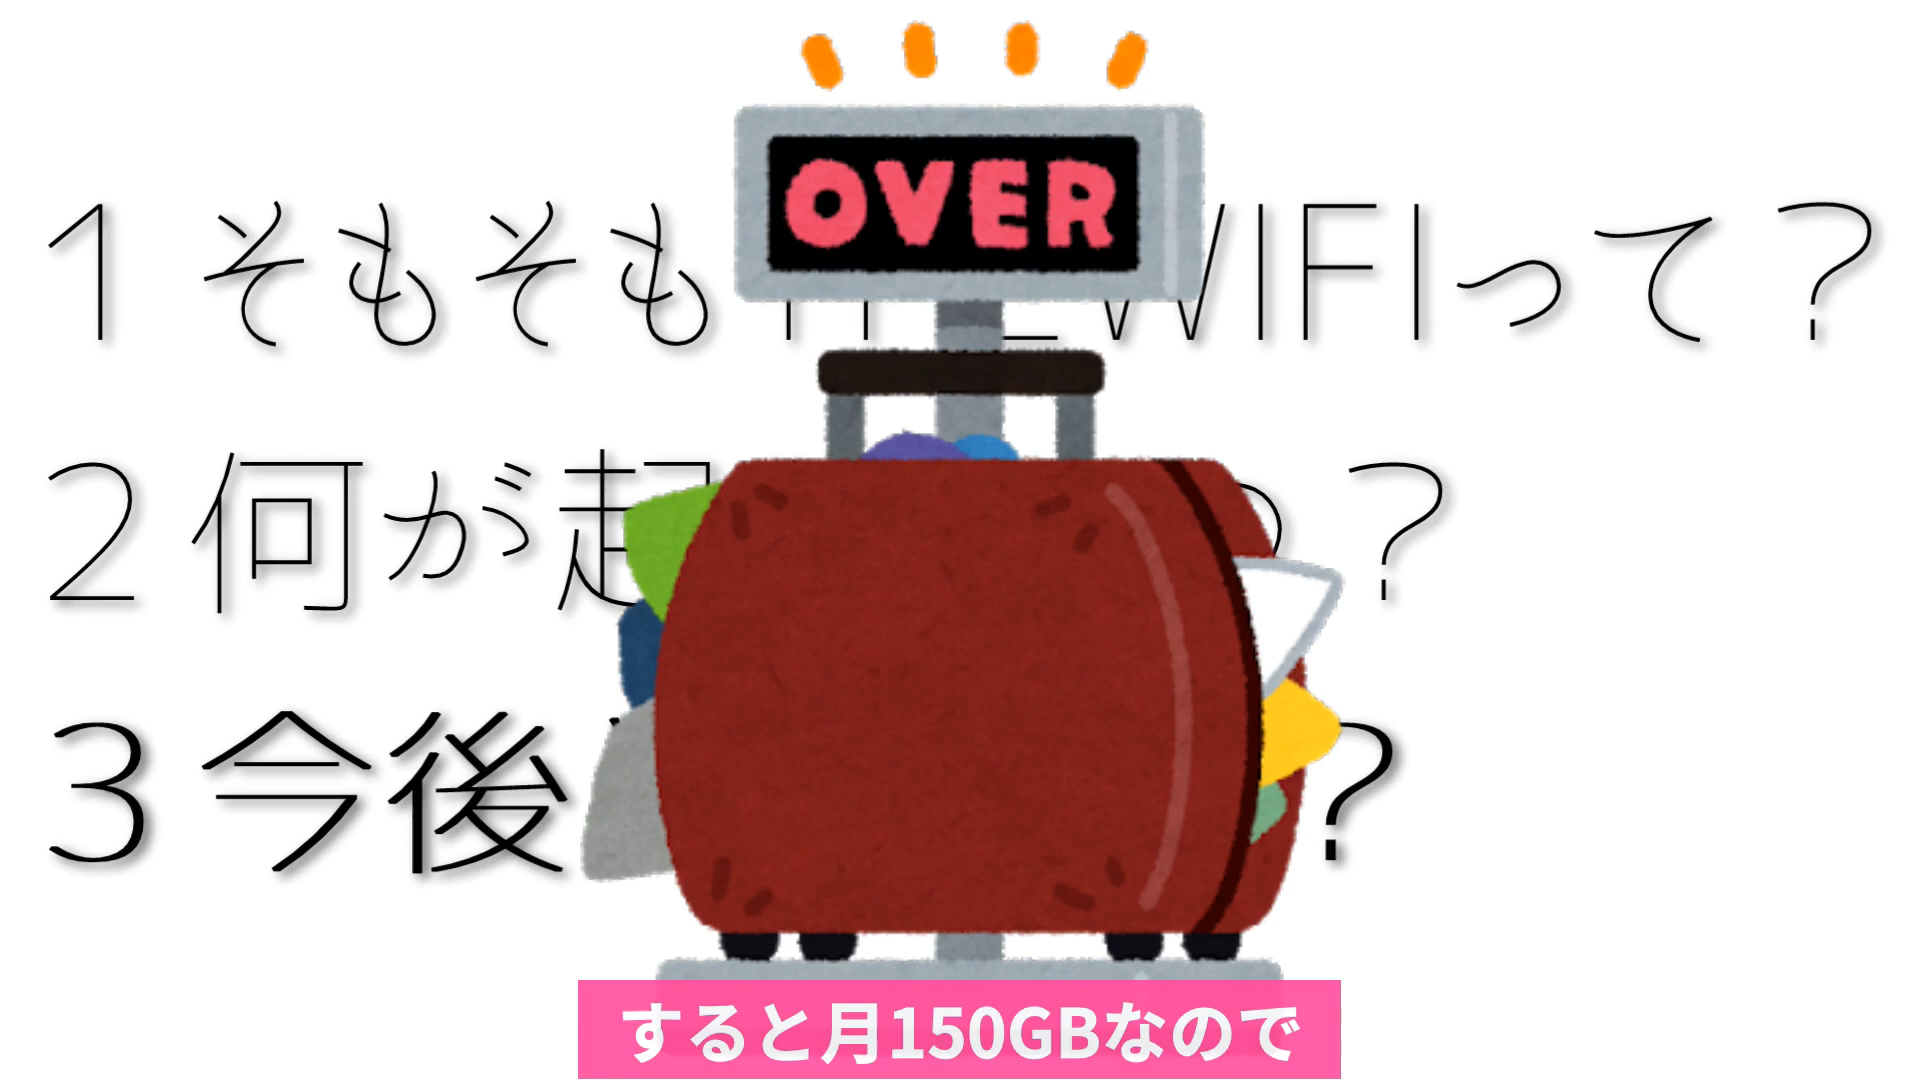 OVER
1 そもそも WIFIって？
2 何が ？
3 今後 ？
すると月150GBなので